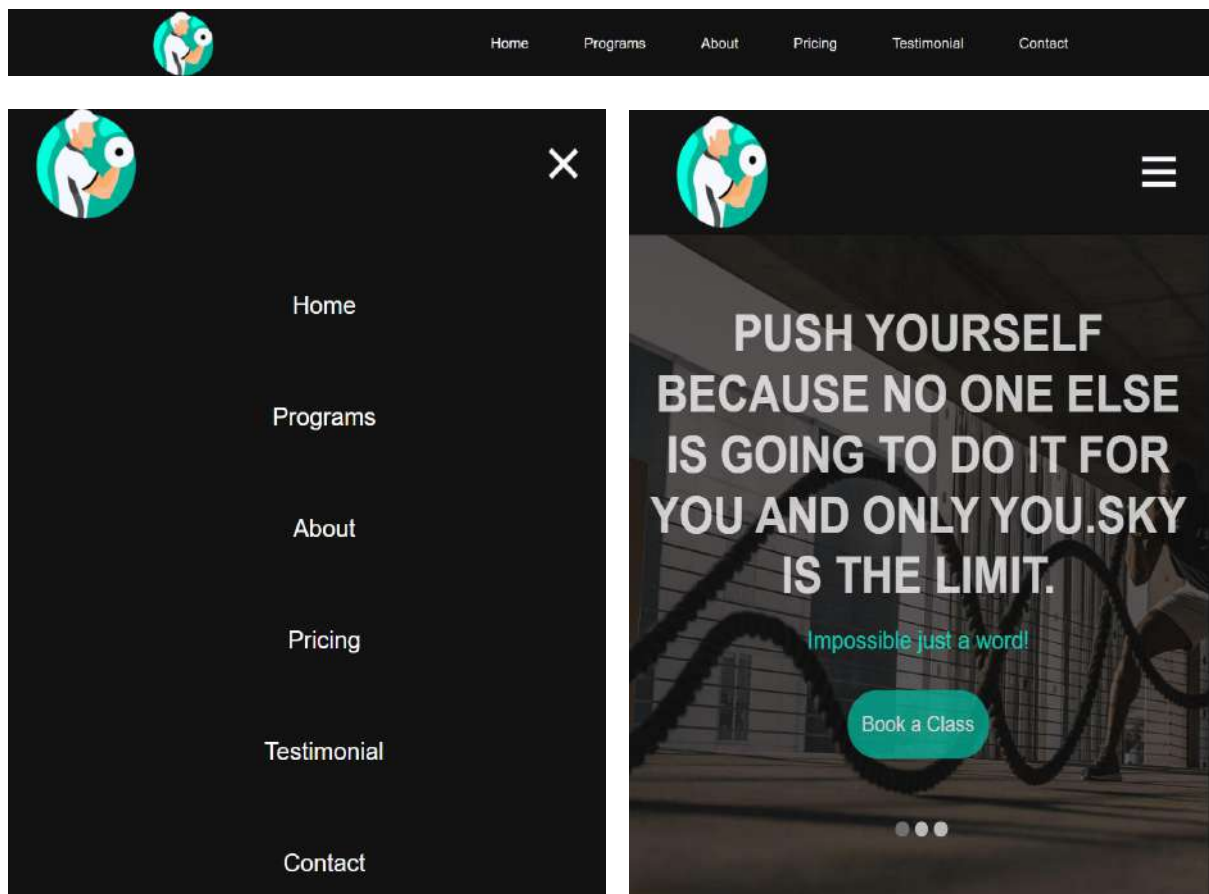 Home Programs About Pricing Testimonial Contact
Home
Programs
About
Pricing
Testimonial
Contact
PUSH YOURSELF
BECAUSE NO ONE ELSE
IS GOING TO DO IT FOR
YOU AND ONLY YOU.SKY
IS THE LIMIT.
Impossible just a word!
Book a Class